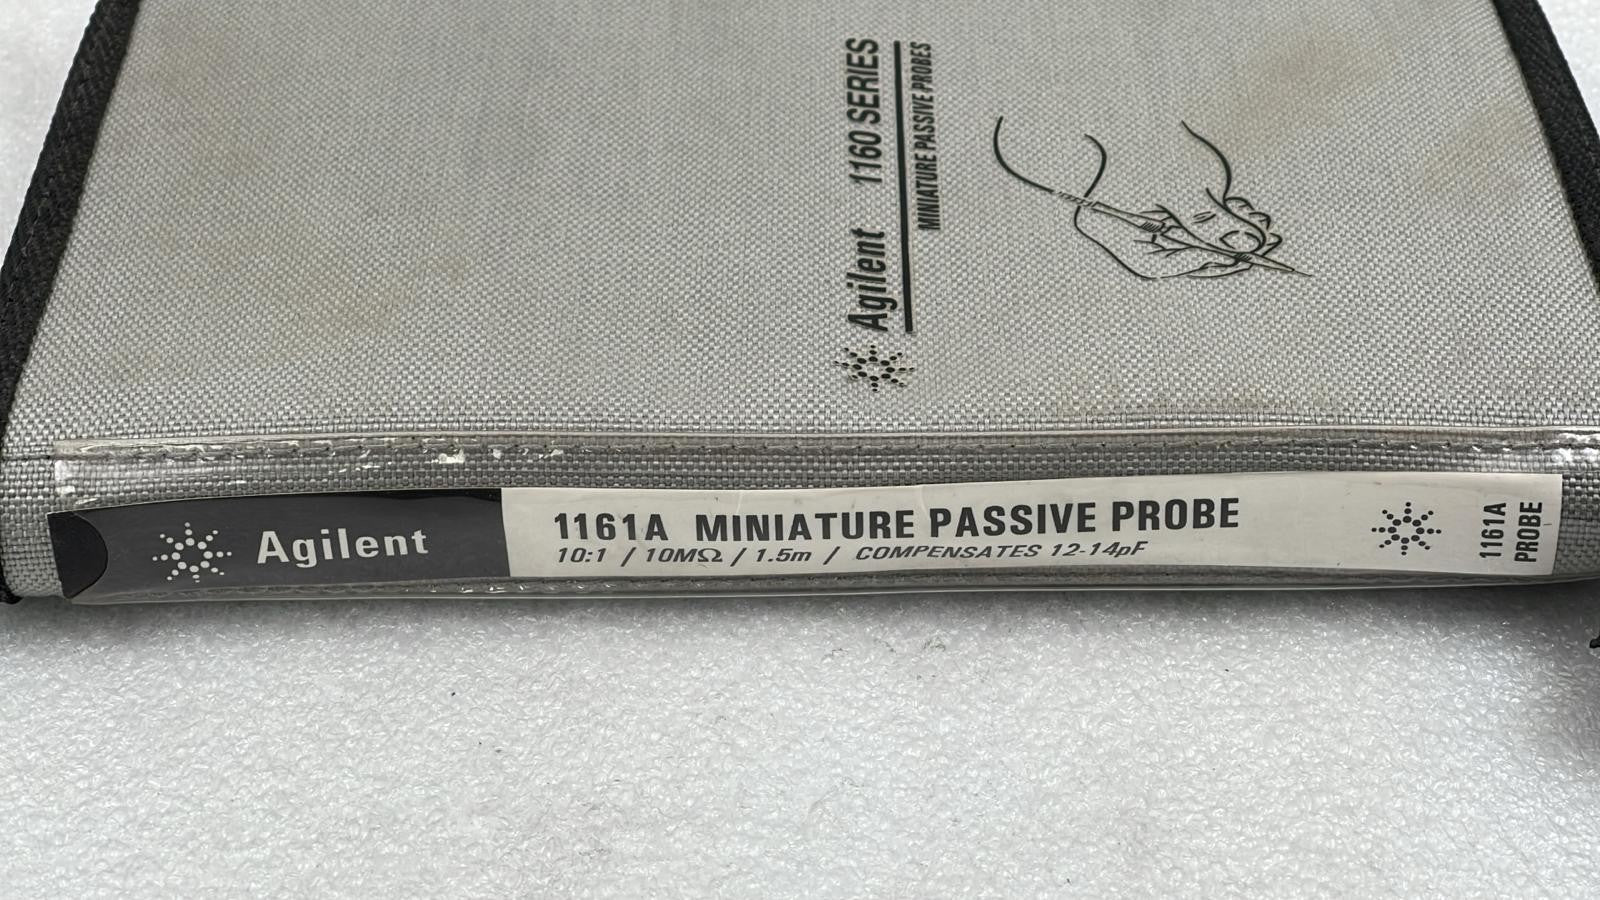 Agilent 1160 SERIES
MINIATURE PASSIVE PROBES
Agilent
1161A MINIATURE PASSIVE PROBE
10:1 / 10MΩ / 1.5m / COMPENSATES 12-14pF
1161A
PROBE